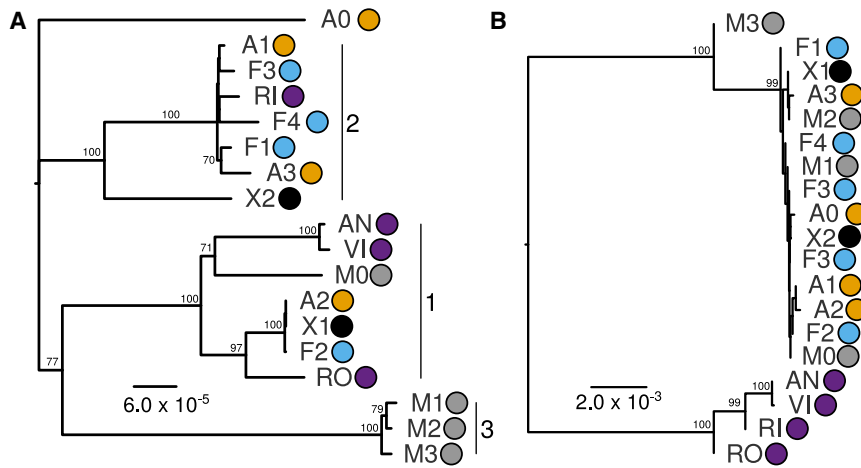 A
A0
A1
F3
RI
100
F4
2
100
F1
70
A3
X2
100
AN
VI
71
M0
100
A2
X1
1
F2
97
RO
77
6.0 x 10⁻⁵
79
M1
M2
3
100
M3
B
M3
100
F1
X1
99
A3
M2
F4
M1
F3
A0
X2
F3
A1
A2
F2
M0
2.0 x 10⁻³
100
AN
VI
99
RI
100
RO